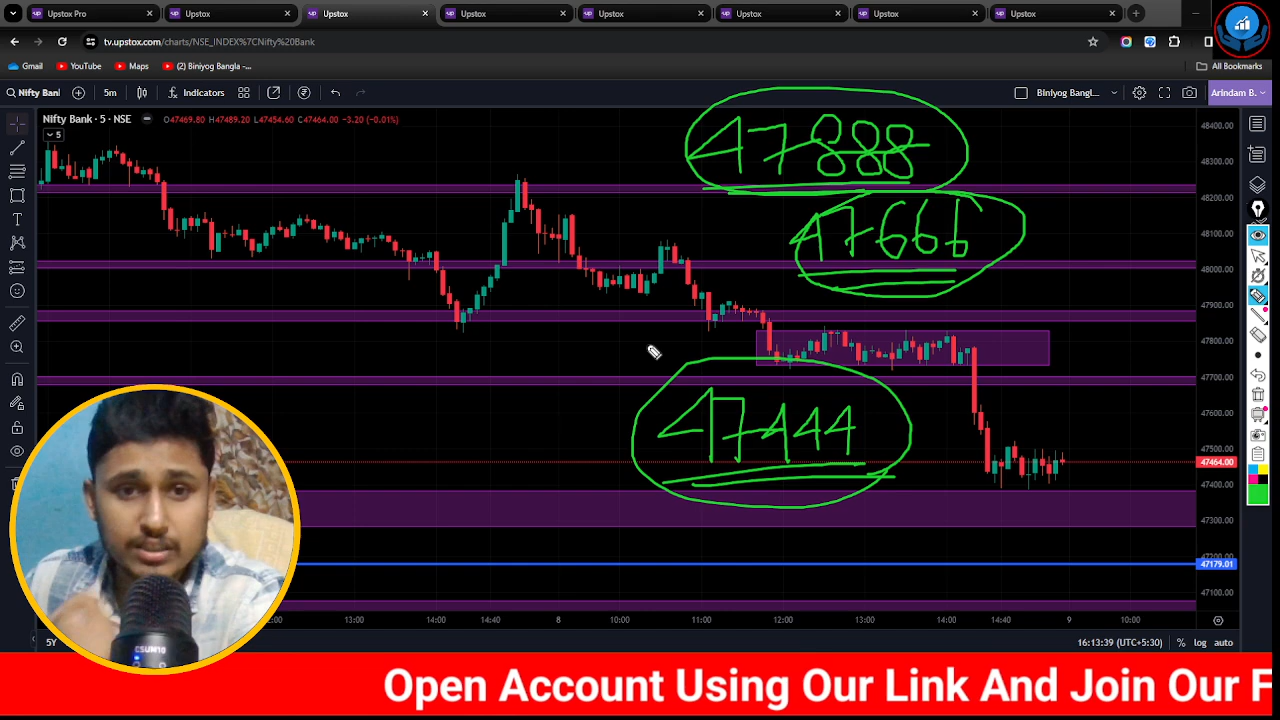 Upstox Pro
Upstox
Upstox
Upstox
Upstox
Upstox
Upstox
Upstox
tv.upstox.com/charts/NSE_INDEX%7CNifty%20Bank
Gmail
YouTube
Maps
(2) Biniyog Bangla -...
All Bookmarks
Nifty Bank
5m
Indicators
Biniyog Bangl...
Arindam B.
Nifty Bank · 5 · NSE
O47469.80 H47489.20 L47454.60 C47464.00 -3.20 (-0.01%)
5
47888
47666
47444
48400.00
48300.00
48200.00
48100.00
48000.00
47900.00
47800.00
47700.00
47600.00
47500.00
47464.00
47400.00
47300.00
47200.00
47179.01
47100.00
13:00
14:00
14:40
8
10:00
11:00
12:00
13:00
14:00
14:40
9
10:00
5Y
16:13:39 (UTC+5:30)
%
log
auto
Open Account Using Our Link And Join Our F